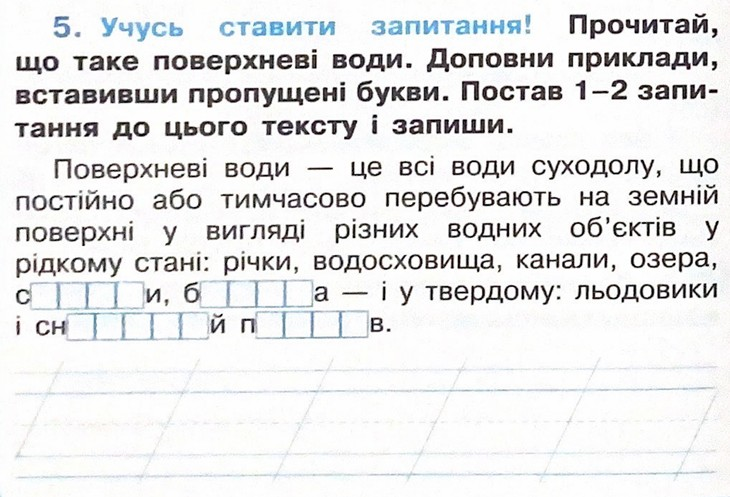 5. Учусь ставити запитання! Прочитай,
що таке поверхневі води. Доповни приклади,
вставивши пропущені букви. Постав 1–2 запи-
тання до цього тексту і запиши.
Поверхневі води — це всі води суходолу, що
постійно або тимчасово перебувають на земній
поверхні у вигляді різних водних об’єктів у
рідкому стані: річки, водосховища, канали, озера,
с и, б а — і у твердому: льодовики
і сн й п в.